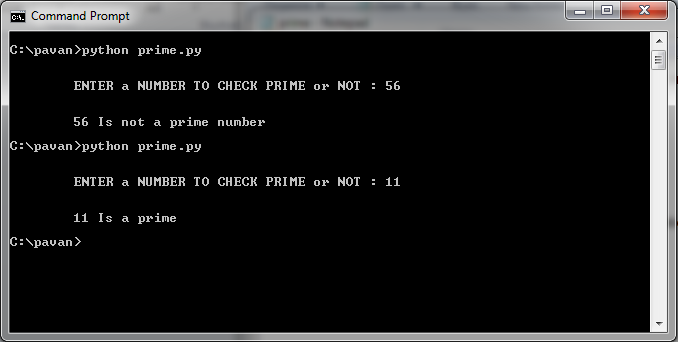 Command Prompt
C:\pavan>python prime.py
ENTER a NUMBER TO CHECK PRIME or NOT : 56
56 Is not a prime number
C:\pavan>python prime.py
ENTER a NUMBER TO CHECK PRIME or NOT : 11
11 Is a prime
C:\pavan>